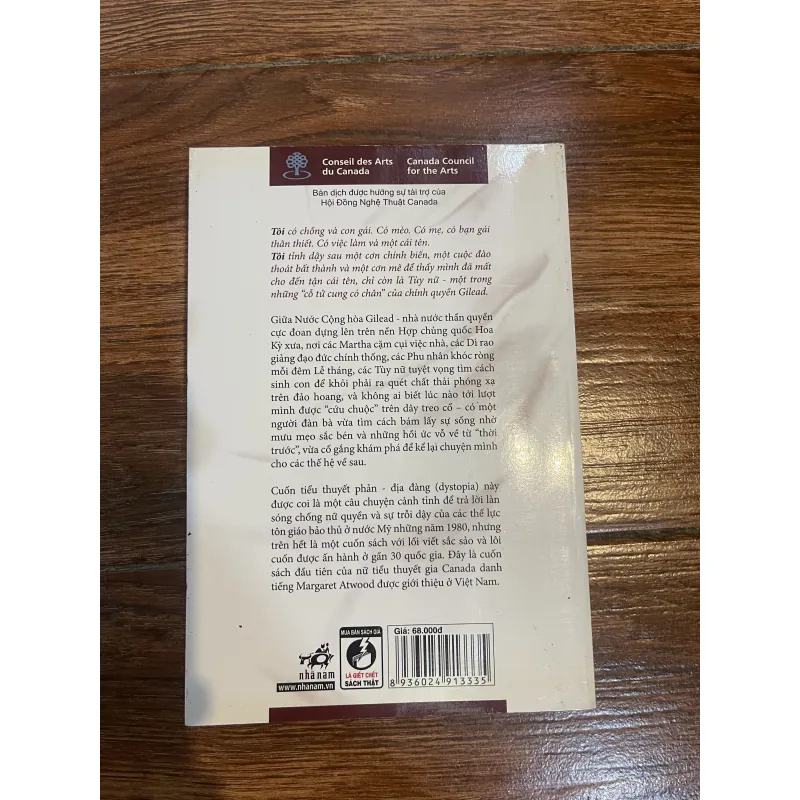 Conseil des Arts Canada Council
du Canada for the Arts
Bản dịch được hưởng sự tài trợ của
Hội Đồng Nghệ Thuật Canada
Tôi có chồng và con gái. Có mèo. Có mẹ, có bạn gái
thân thiết. Có việc làm và một cái tên.
Tôi tỉnh dậy sau một cơn chính biến, một cuộc đào
thoát bất thành và một cơn mê để thấy mình đã mất
cho đến tận cái tên, chỉ còn là Tùy nữ - một trong
những “cỗ tử cung có chân” của chính quyền Gilead.
Giữa Nước Cộng hòa Gilead - nhà nước thần quyền
cực đoan dựng lên trên nền Hợp chủng quốc Hoa
Kỳ xưa, nơi các Martha cặm cụi việc nhà, các Dì rao
giảng đạo đức chính thống, các Phu nhân khóc ròng
mỗi đêm Lễ tháng, các Tùy nữ tuyệt vọng tìm cách
sinh con để khỏi phải ra quét chất thải phóng xạ
trên đảo hoang, và không ai biết lúc nào tới lượt
mình được “cứu chuộc” trên dây treo cổ – có một
người đàn bà vừa tìm cách bám lấy sự sống nhờ
mưu mẹo sắc bén và những hồi ức vỗ về từ “thời
trước”, vừa cố gắng khám phá để kể lại chuyện mình
cho các thế hệ về sau.
Cuốn tiểu thuyết phản - địa đàng (dystopia) này
được coi là một câu chuyện cảnh tỉnh để trả lời làn
sóng chống nữ quyền và sự trỗi dậy của các thế lực
tôn giáo bảo thủ ở nước Mỹ những năm 1980, nhưng
trên hết là một cuốn sách với lối viết sắc sảo và lôi
cuốn được ấn hành ở gần 30 quốc gia. Đây là cuốn
sách đầu tiên của nữ tiểu thuyết gia Canada danh
tiếng Margaret Atwood được giới thiệu ở Việt Nam.
nhã nam
www.nhanam.vn
MUA BÁN SÁCH GIẢ
LÀ GIẾT CHẾT
SÁCH THẬT
Giá: 68.000đ
8 936024 913335